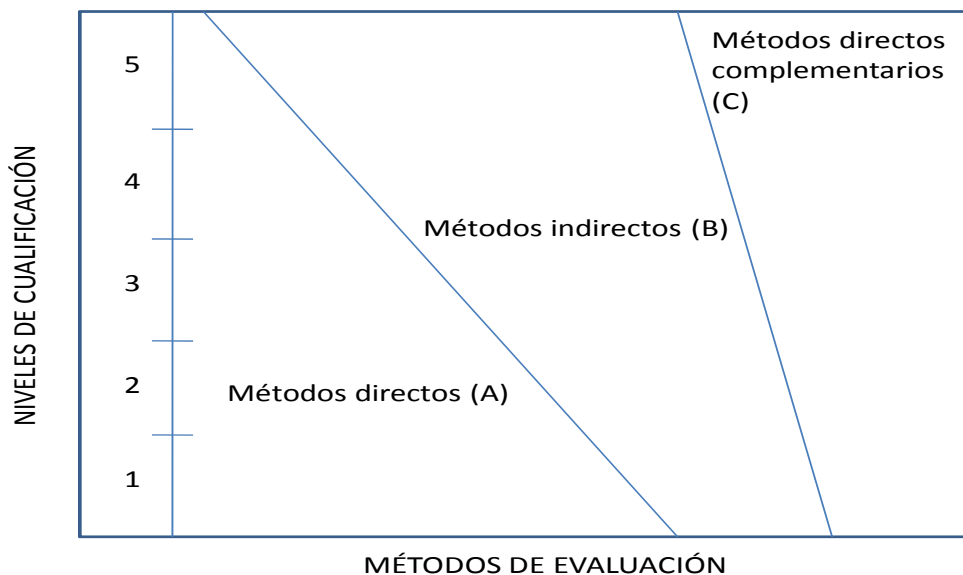 NIVELES DE CUALIFICACIÓN
5
4
3
2
1
Métodos directos
complementarios
(C)
Métodos indirectos (B)
Métodos directos (A)
MÉTODOS DE EVALUACIÓN